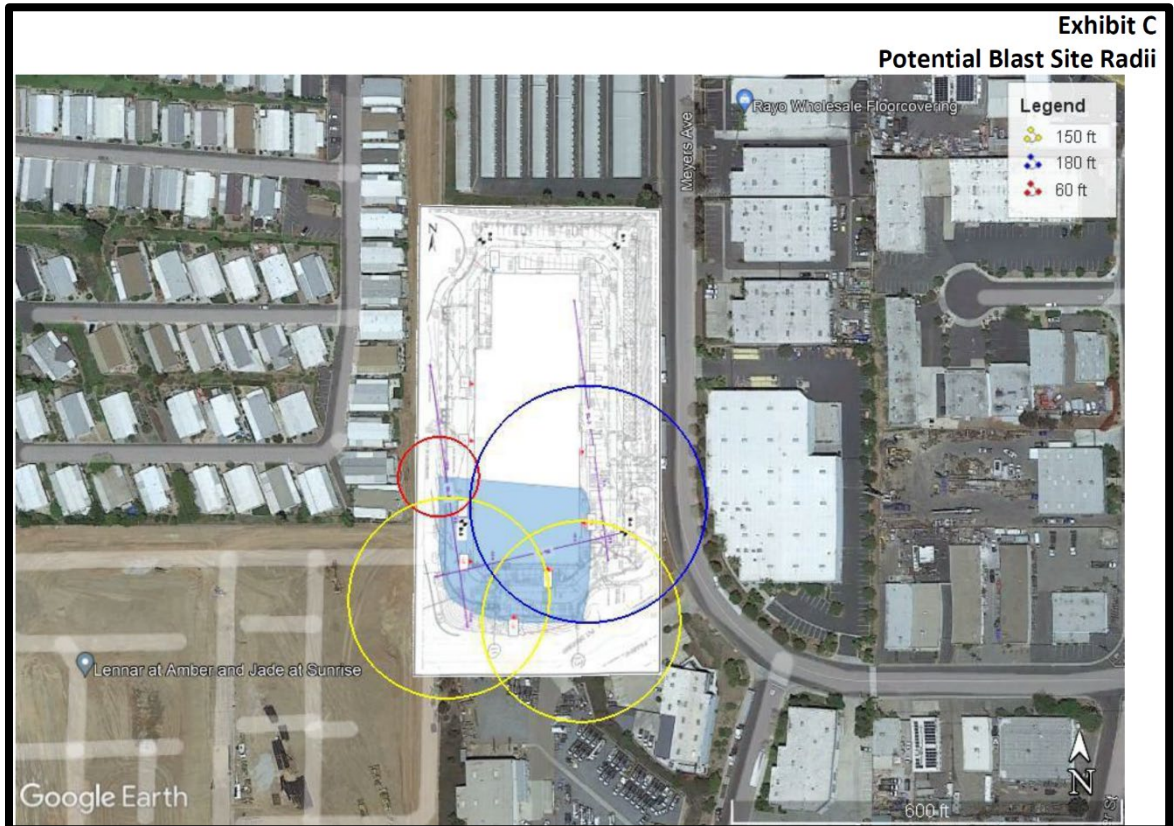 Exhibit C
Potential Blast Site Radii
Rayo Wholesale Floorcovering
Legend
150 ft
180 ft
60 ft
Meyers Ave
N
Lennar at Amber and Jade at Sunrise
Google Earth
N
600 ft